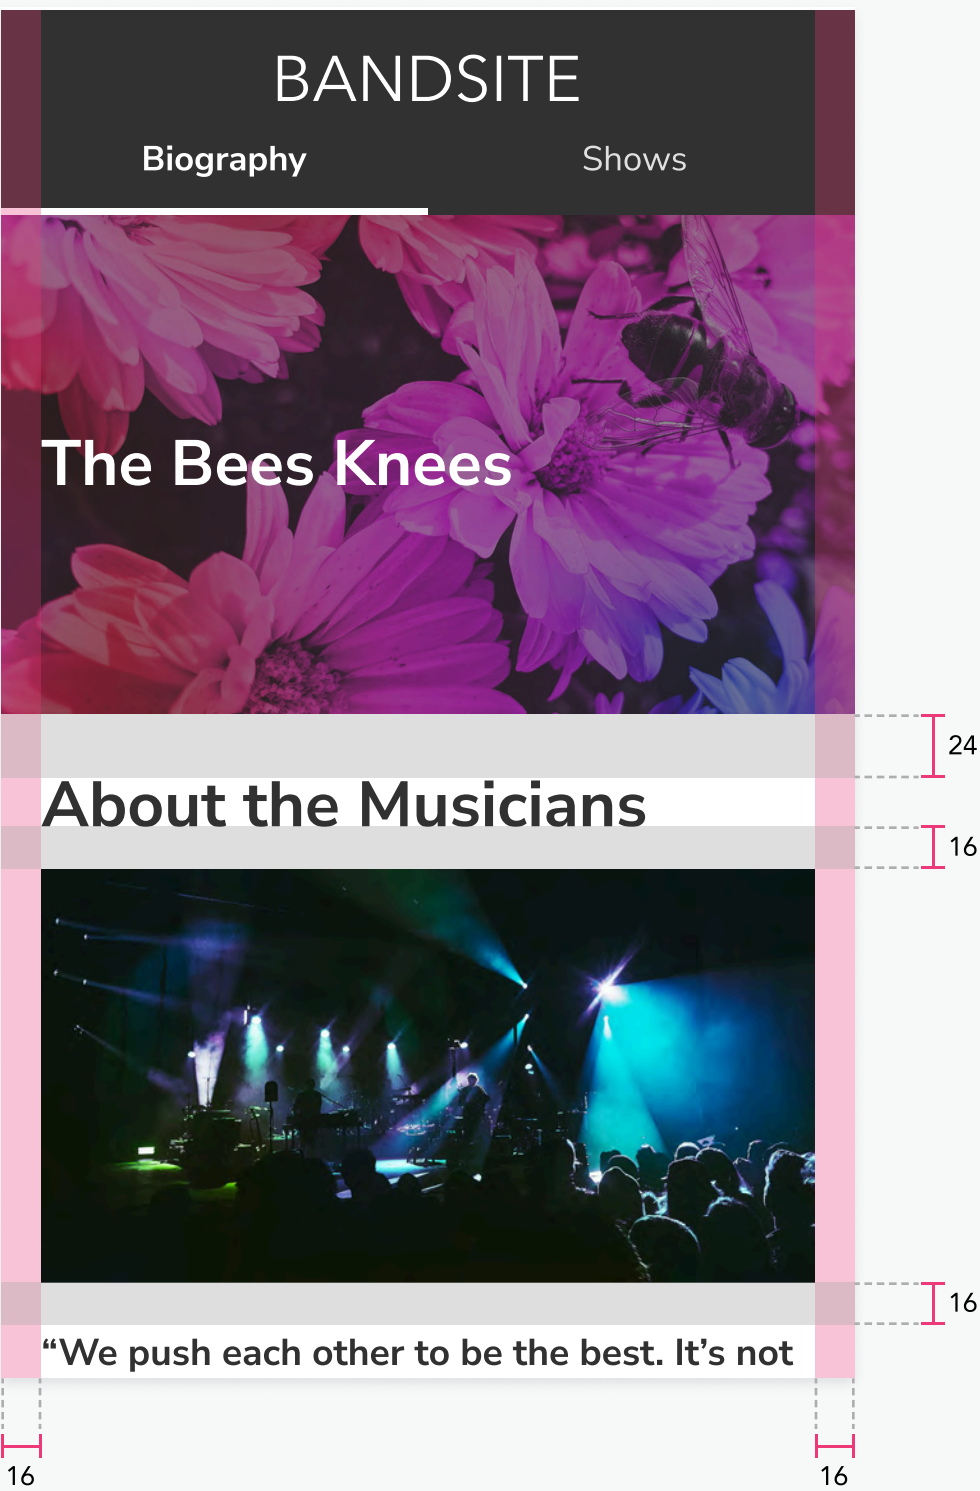 BANDSITE
Biography Shows
The Bees Knees
24
About the Musicians
16
16
“We push each other to be the best. It’s not
16 16